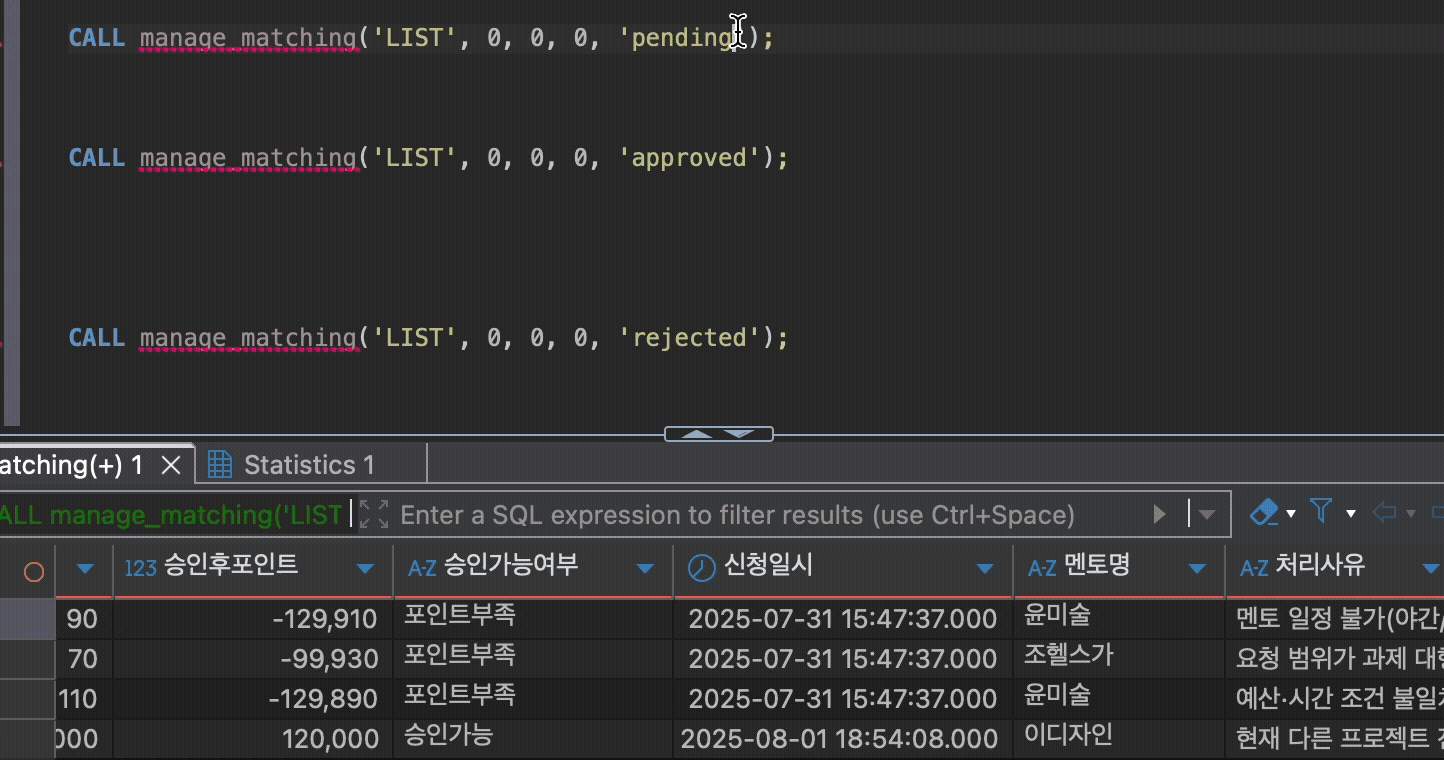 CALL manage_matching('LIST', 0, 0, 0, 'pending');
CALL manage_matching('LIST', 0, 0, 0, 'approved');
CALL manage_matching('LIST', 0, 0, 0, 'rejected');
atching(+) 1 Statistics 1
ALL manage_matching('LIST Enter a SQL expression to filter results (use Ctrl+Space)
123 승인후포인트 A-Z 승인가능여부 신청일시 A-Z 멘토명 A-Z 처리사유
90 -129,910 포인트부족 2025-07-31 15:47:37.000 윤미술 멘토 일정 불가(야간/
70 -99,930 포인트부족 2025-07-31 15:47:37.000 조헬스가 요청 범위가 과제 대행
110 -129,890 포인트부족 2025-07-31 15:47:37.000 윤미술 예산·시간 조건 불일치
000 120,000 승인가능 2025-08-01 18:54:08.000 이디자인 현재 다른 프로젝트